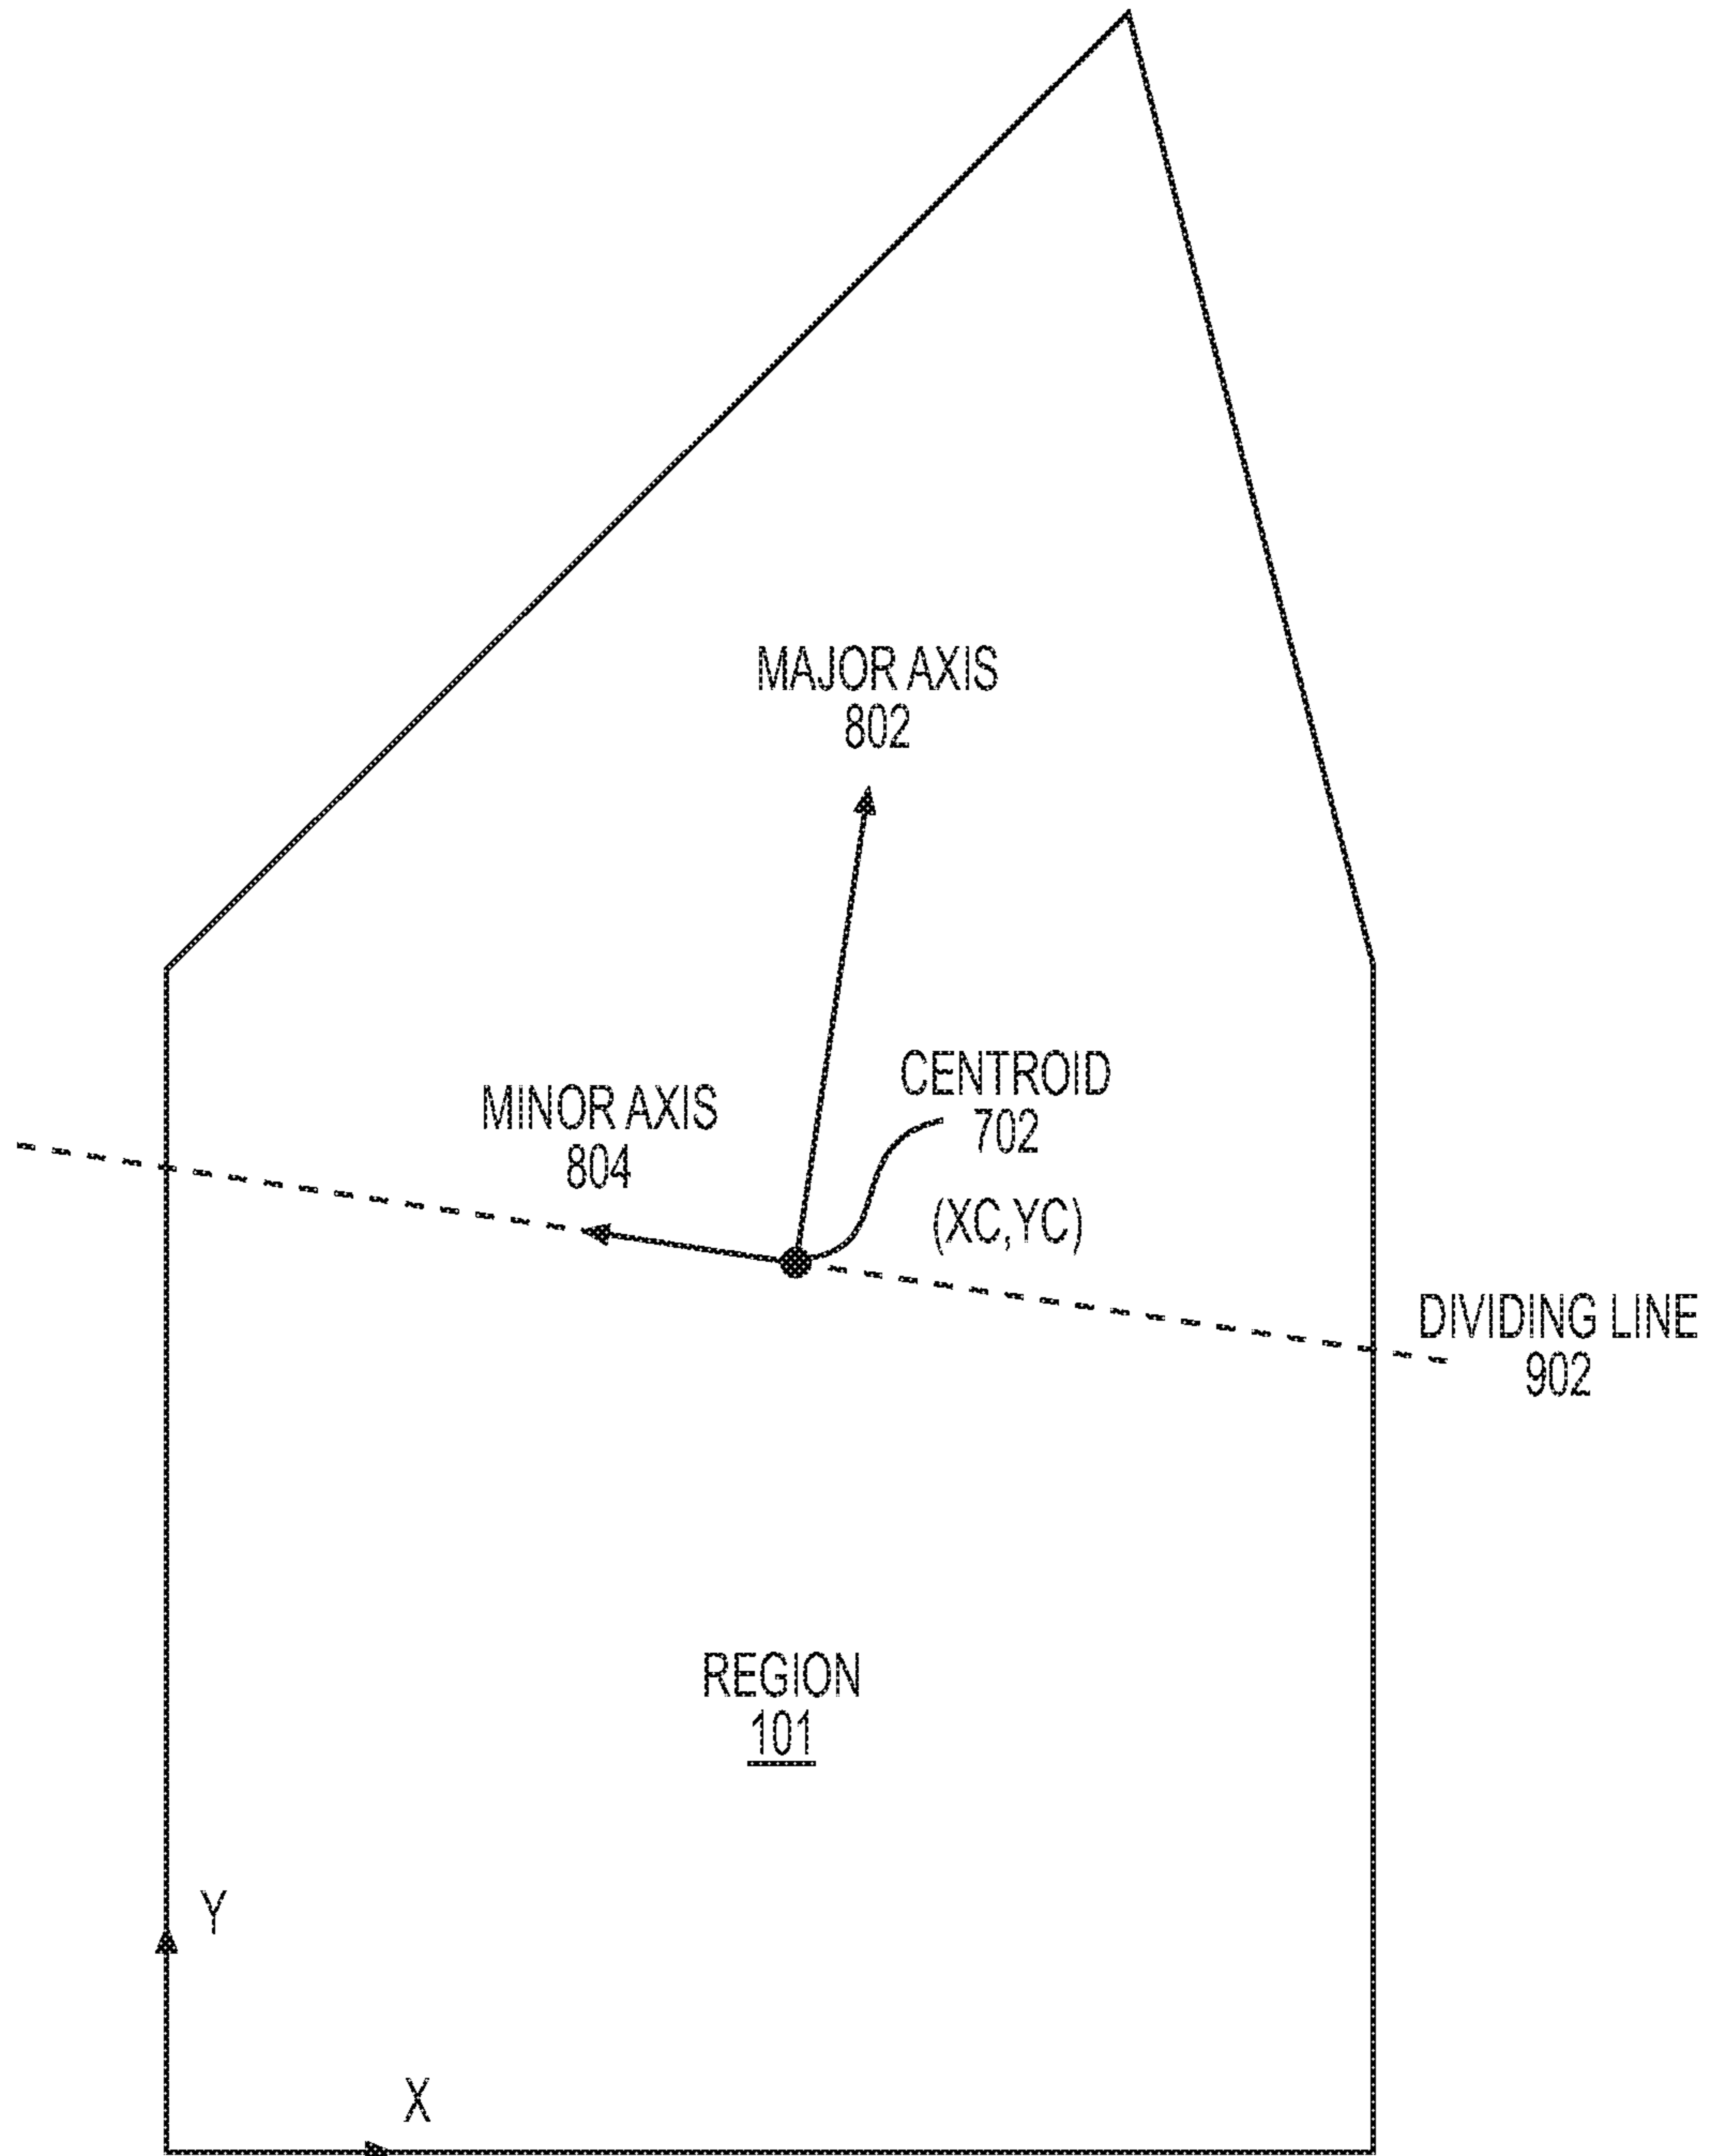 MAJOR AXIS
802
CENTROID
702
MINOR AXIS
804
(XC,YC)
DIVIDING LINE
902
REGION
101
Y
X